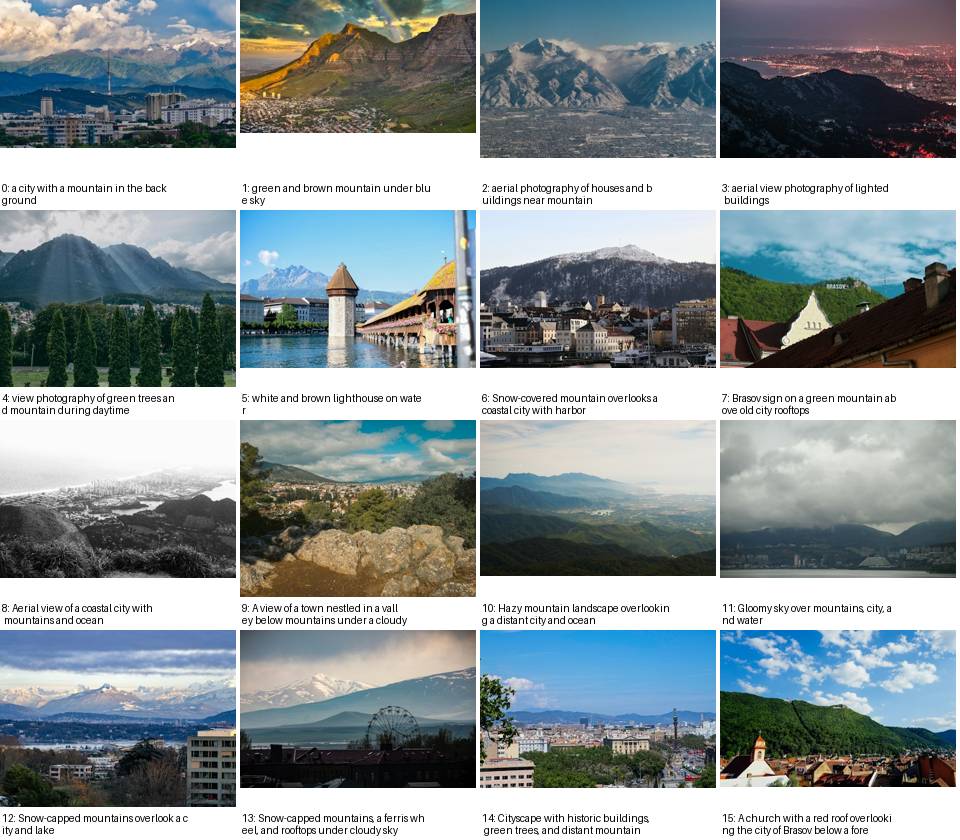 0: a city with a mountain in the back
ground
1: green and brown mountain under blu
e sky
2: aerial photography of houses and b
uildings near mountain
3: aerial view photography of lighted
buildings
4: view photography of green trees an
d mountain during daytime
BRASOV
5: white and brown lighthouse on wate
r
6: Snow-covered mountain overlooks a
coastal city with harbor
7: Brasov sign on a green mountain ab
ove old city rooftops
8: Aerial view of a coastal city with
mountains and ocean
9: A view of a town nestled in a vall
ey below mountains under a cloudy
10: Hazy mountain landscape overlookin
g a distant city and ocean
11: Gloomy sky over mountains, city, a
nd water
12: Snow-capped mountains overlook a c
ity and lake
13: Snow-capped mountains, a ferris wh
eel, and rooftops under cloudy sky
14: Cityscape with historic buildings,
green trees, and distant mountain
15: A church with a red roof overlooki
ng the city of Brasov below a fore